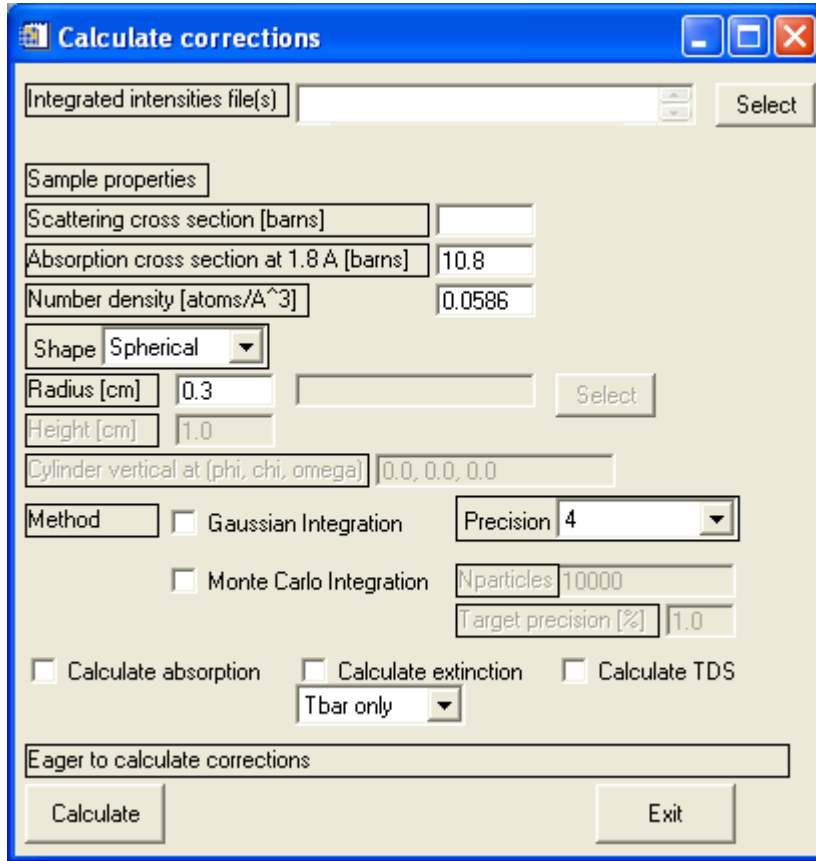 Calculate corrections
Integrated intensities file(s) Select
Sample properties
Scattering cross section [barns]
Absorption cross section at 1.8 A [barns] 10.8
Number density [atoms/A^3] 0.0586
Shape Spherical
Radius [cm] 0.3 Select
Height [cm] 1.0
Cylinder vertical at (phi, chi, omega) 0.0, 0.0, 0.0
Method Gaussian Integration Precision 4
Monte Carlo Integration Nparticles 10000
Target precision [%] 1.0
Calculate absorption Calculate extinction Calculate TDS
Tbar only
Eager to calculate corrections
Calculate Exit